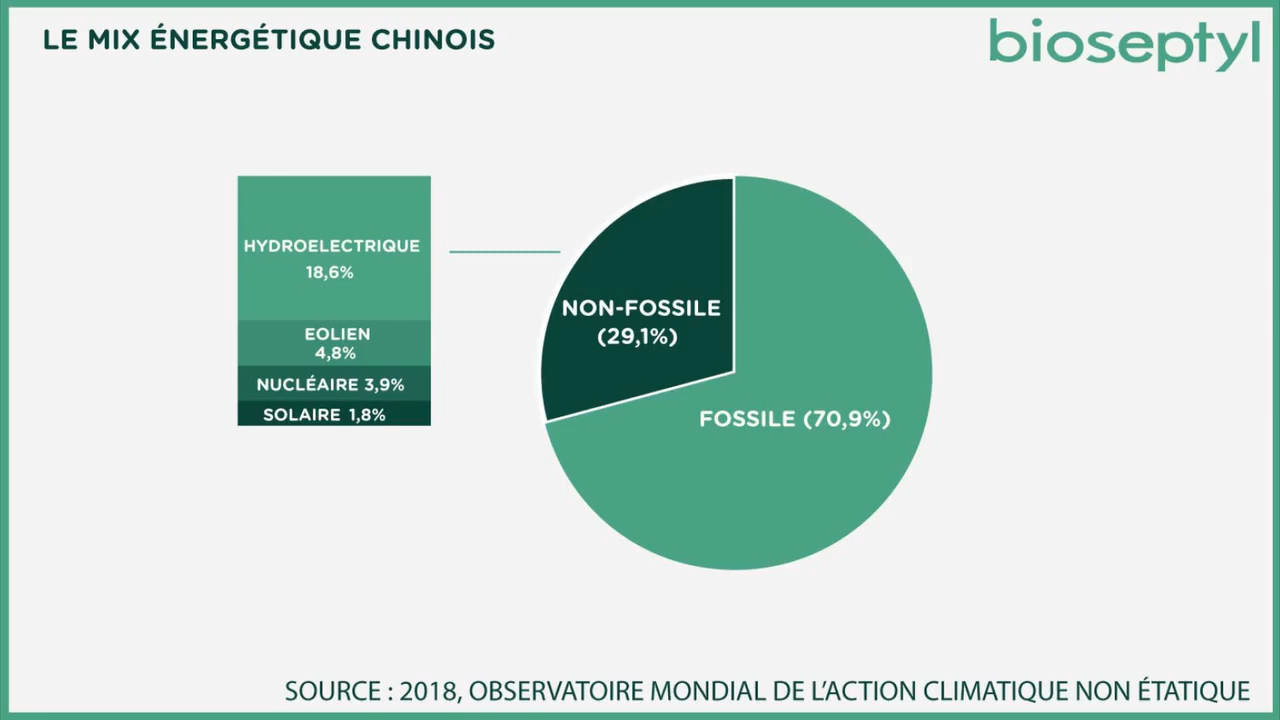 LE MIX ÉNERGÉTIQUE CHINOIS
bioseptyl
HYDROELECTRIQUE
18,6%
EOLIEN
4,8%
NUCLÉAIRE 3,9%
SOLAIRE 1,8%
NON-FOSSILE
(29,1%)
FOSSILE (70,9%)
SOURCE : 2018, OBSERVATOIRE MONDIAL DE L'ACTION CLIMATIQUE NON ÉTATIQUE